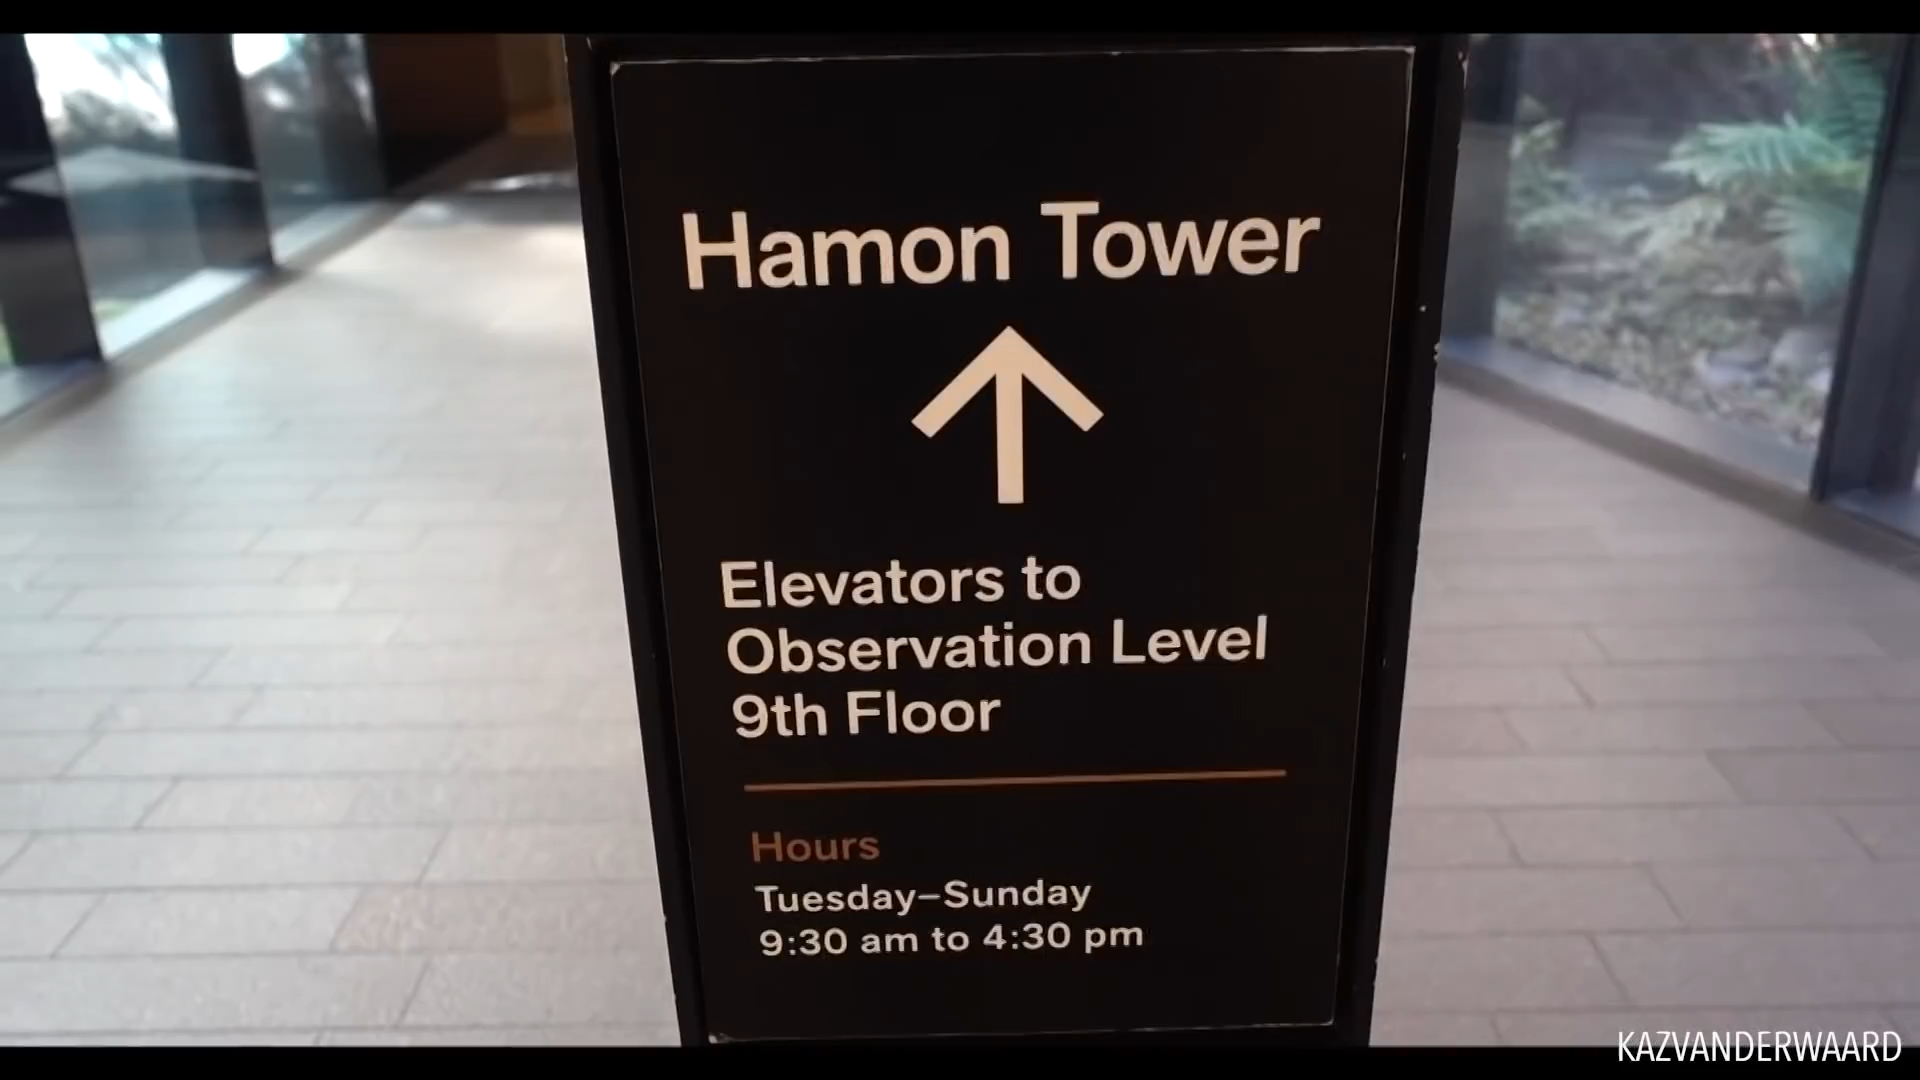 Hamon Tower
Elevators to
Observation Level
9th Floor
Hours
Tuesday–Sunday
9:30 am to 4:30 pm
KAZVANDERWAARD